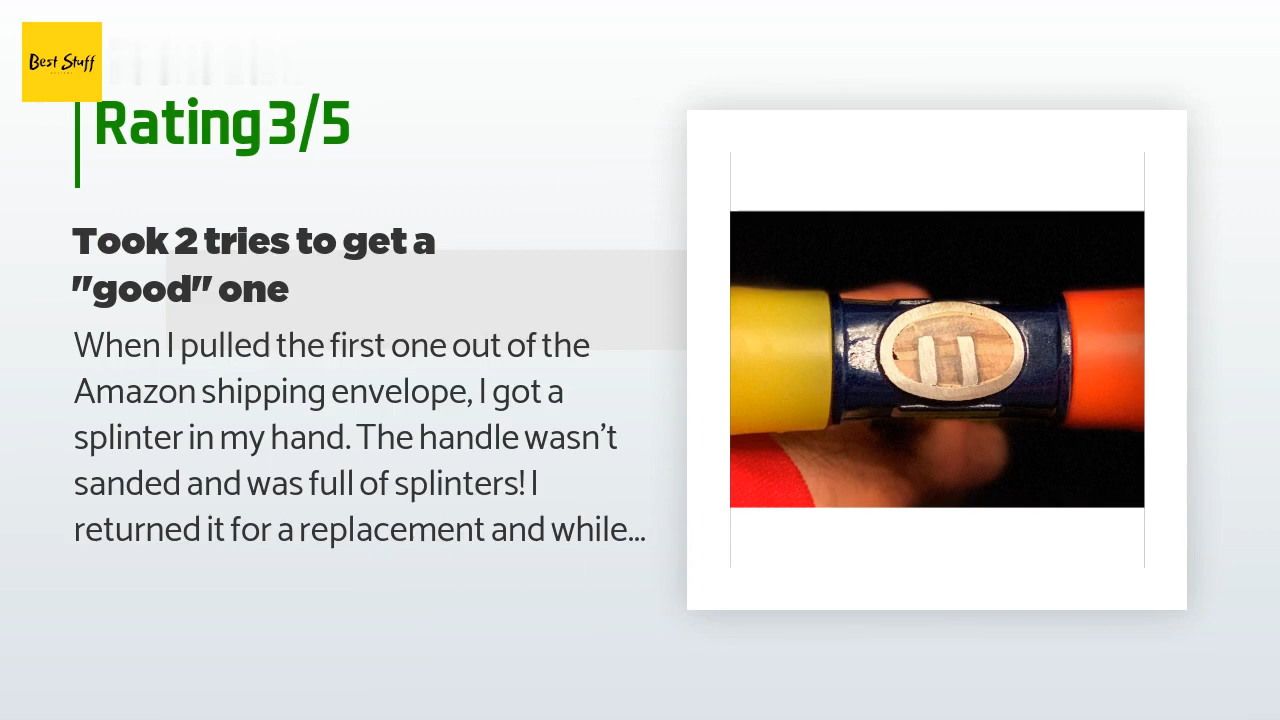 Best Stuff
Rating 3/5
Took 2 tries to get a
"good" one
When I pulled the first one out of the
Amazon shipping envelope, I got a
splinter in my hand. The handle wasn't
sanded and was full of splinters! I
returned it for a replacement and while...